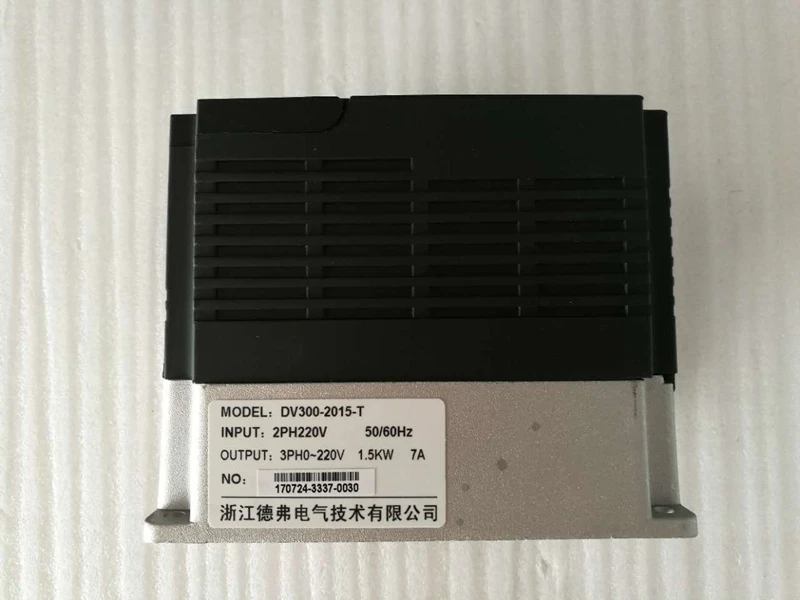 MODEL: DV300-2015-T
INPUT: 2PH220V 50/60Hz
OUTPUT: 3PH0~220V 1.5KW 7A
NO: 170724-3337-0030
浙江德弗电气技术有限公司